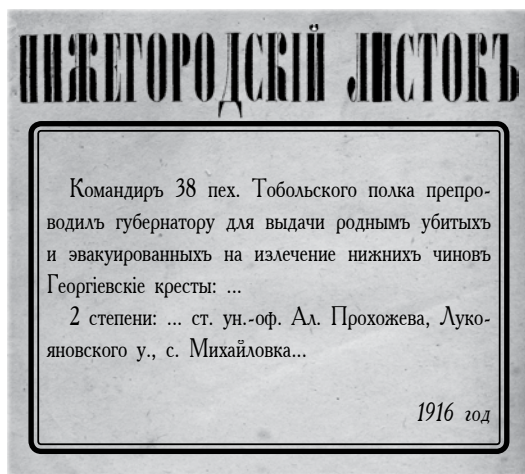 НИЖЕГОРОДСКІЙ ЛИСТОКЪ
Командиръ 38 пех. Тобольского полка препро-
водилъ губернатору для выдачи роднымъ убитыхъ
и эвакуированныхъ на излечение нижнихъ чиновъ
Георгіевскіе кресты: ...
2 степени: ... ст. ун.-оф. Ал. Прохожева, Луко-
яновского у., с. Михайловка...
1916 год